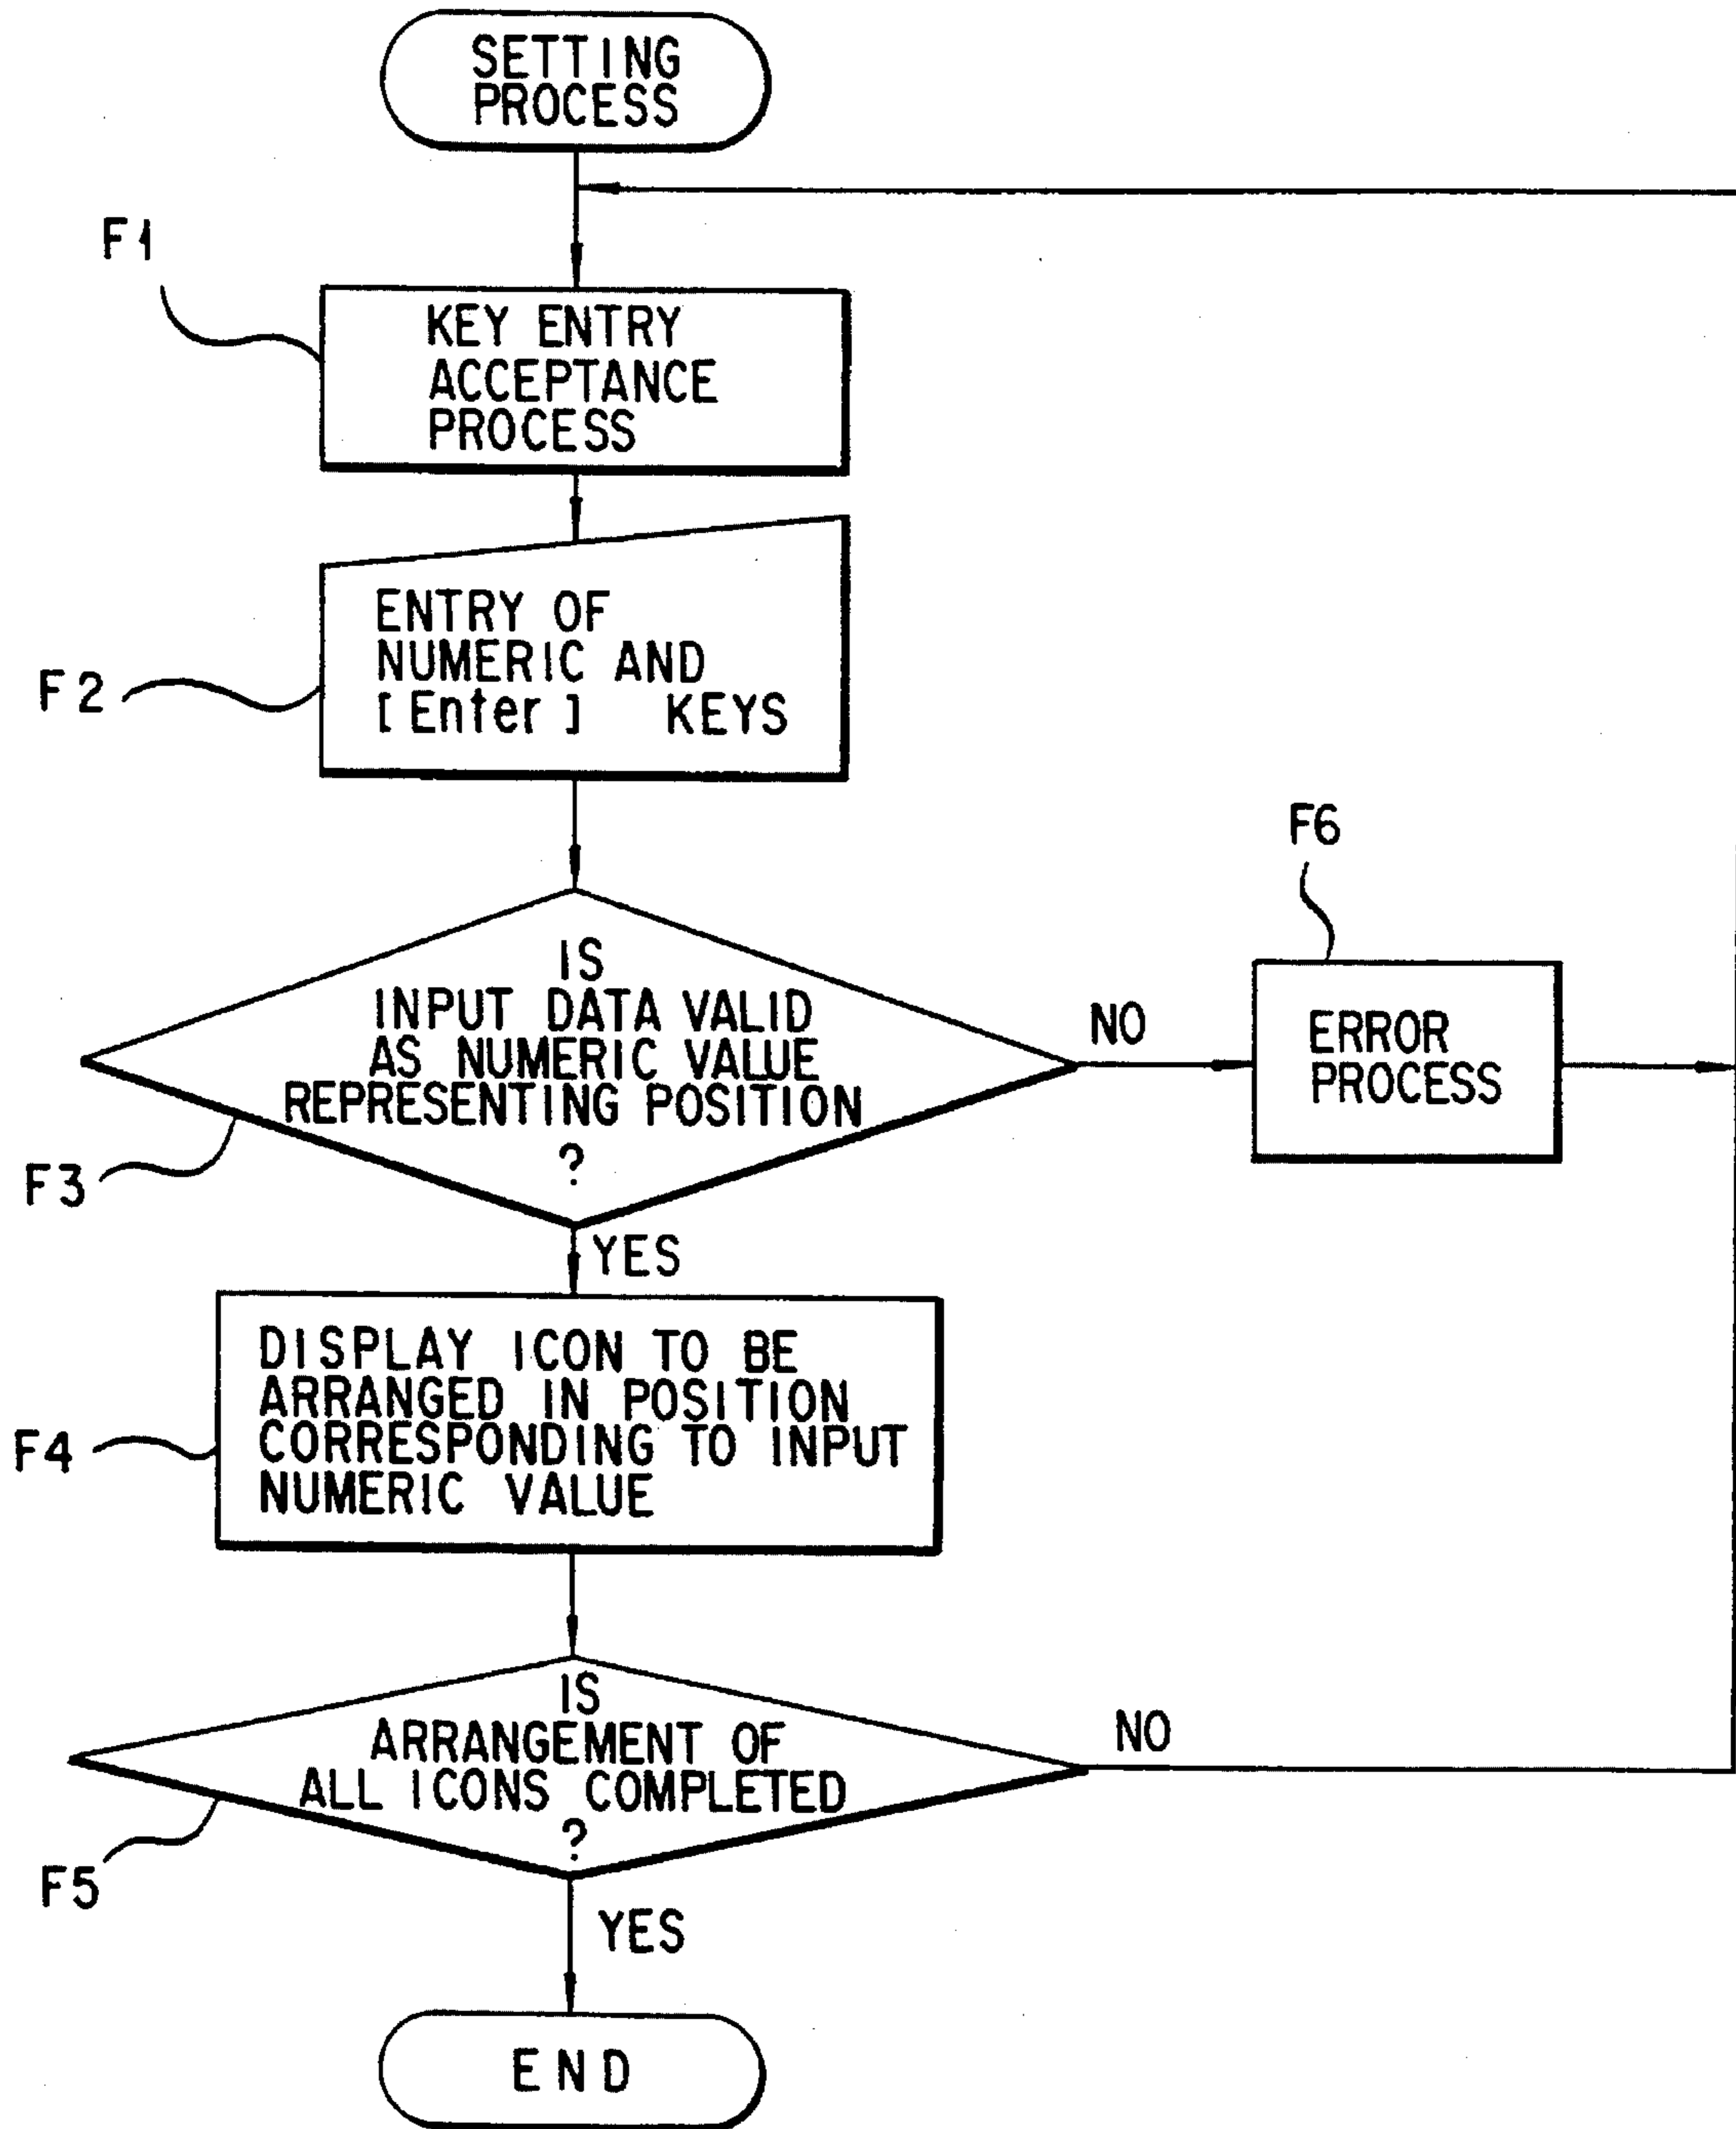 SETTING
PROCESS
F1
KEY ENTRY
ACCEPTANCE
PROCESS
F2
ENTRY OF
NUMERIC AND
[Enter] KEYS
F3
IS
INPUT DATA VALID
AS NUMERIC VALUE
REPRESENTING POSITION
?
NO
F6
ERROR
PROCESS
YES
F4
DISPLAY ICON TO BE
ARRANGED IN POSITION
CORRESPONDING TO INPUT
NUMERIC VALUE
F5
IS
ARRANGEMENT OF
ALL ICONS COMPLETED
?
NO
YES
END